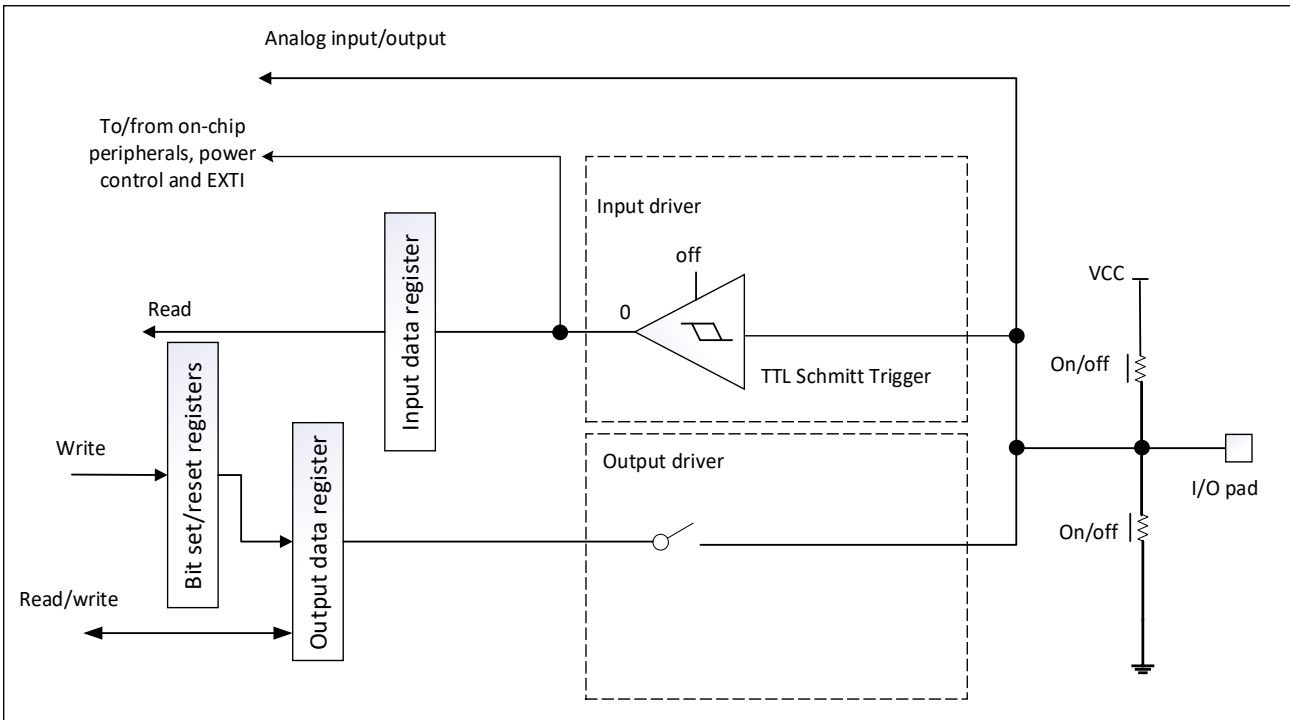 Analog input/output
To/from on-chip
peripherals, power
control and EXTI
Input driver
off
VCC
Input data register
Read
0
On/off
TTL Schmitt Trigger
Bit set/reset registers
Write
Output data register
Output driver
I/O pad
On/off
Read/write